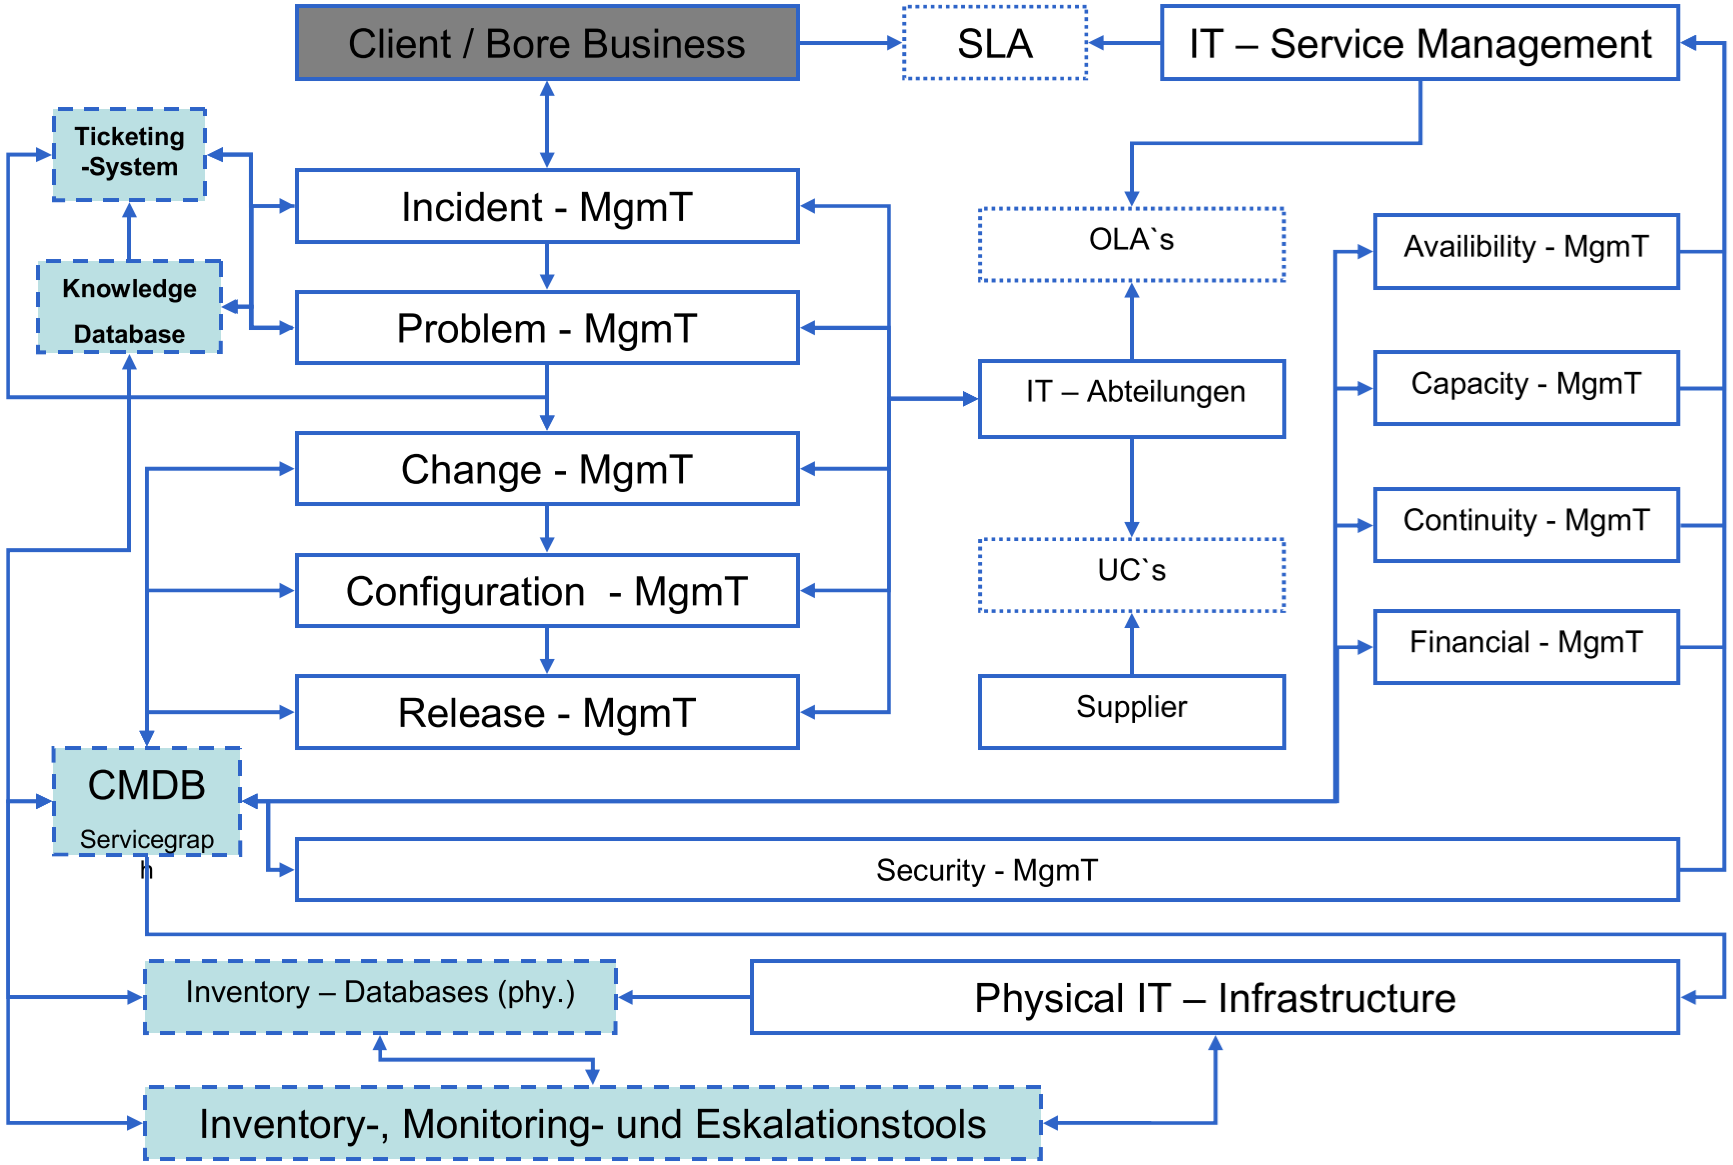 Client / Bore Business
SLA
IT – Service Management
Ticketing
-System
Incident - MgmT
OLA`s
Availibility - MgmT
Knowledge
Database
Problem - MgmT
IT – Abteilungen
Capacity - MgmT
Change - MgmT
Continuity - MgmT
Configuration - MgmT
UC`s
Financial - MgmT
Release - MgmT
Supplier
CMDB
Servicegrap
h
Security - MgmT
Inventory – Databases (phy.)
Physical IT – Infrastructure
Inventory-, Monitoring- und Eskalationstools